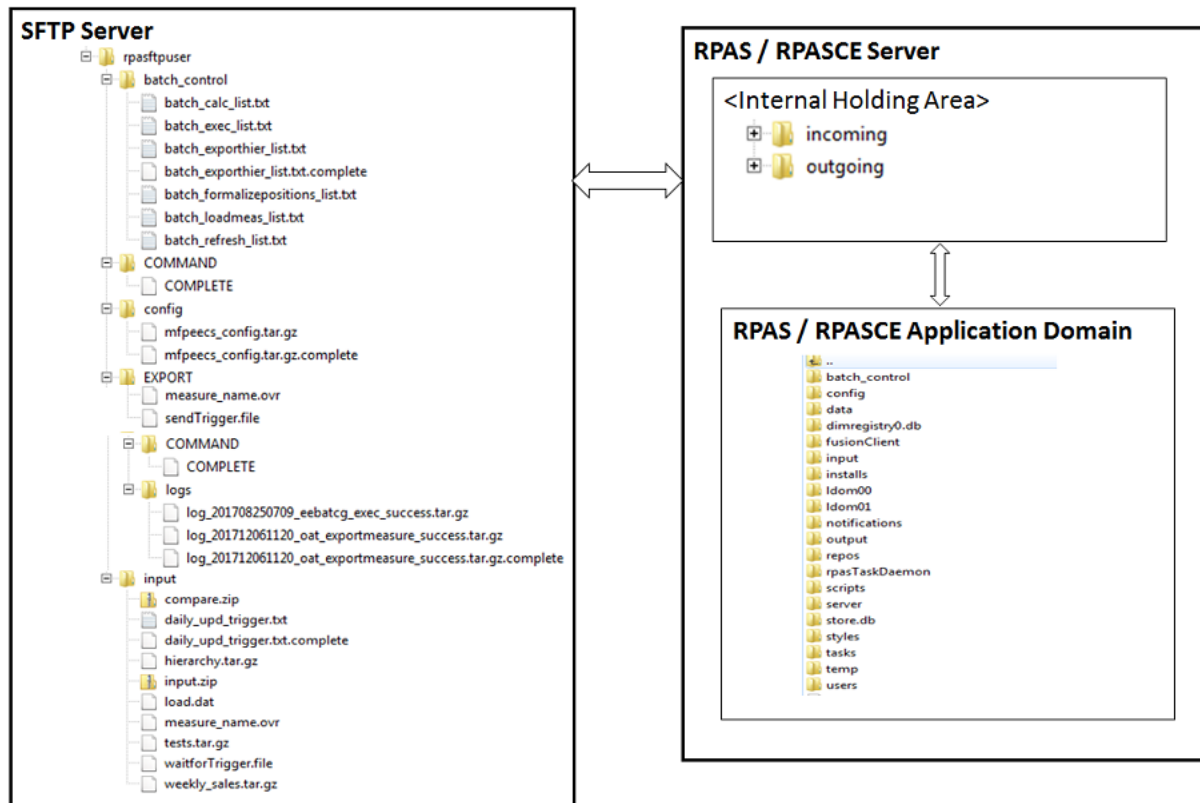 SFTP Server
rpasftpuser
batch_control
batch_calc_list.txt
batch_exec_list.txt
batch_exporthier_list.txt
batch_exporthier_list.txt.complete
batch_formalizepositions_list.txt
batch_loadmeas_list.txt
batch_refresh_list.txt
COMMAND
COMPLETE
config
mfpeecs_config.tar.gz
mfpeecs_config.tar.gz.complete
EXPORT
measure_name.ovr
sendTrigger.file
COMMAND
COMPLETE
logs
log_201708250709_eebatcg_exec_success.tar.gz
log_201712061120_oat_exportmeasure_success.tar.gz
log_201712061120_oat_exportmeasure_success.tar.gz.complete
input
compare.zip
daily_upd_trigger.txt
daily_upd_trigger.txt.complete
hierarchy.tar.gz
input.zip
load.dat
measure_name.ovr
tests.tar.gz
waitforTrigger.file
weekly_sales.tar.gz
RPAS / RPASCE Server
<Internal Holding Area>
incoming
outgoing
RPAS / RPASCE Application Domain
..
batch_control
config
data
dimregistry0.db
fusionClient
input
installs
ldom00
ldom01
notifications
output
repos
rpasTaskDaemon
scripts
server
store.db
styles
tasks
temp
users